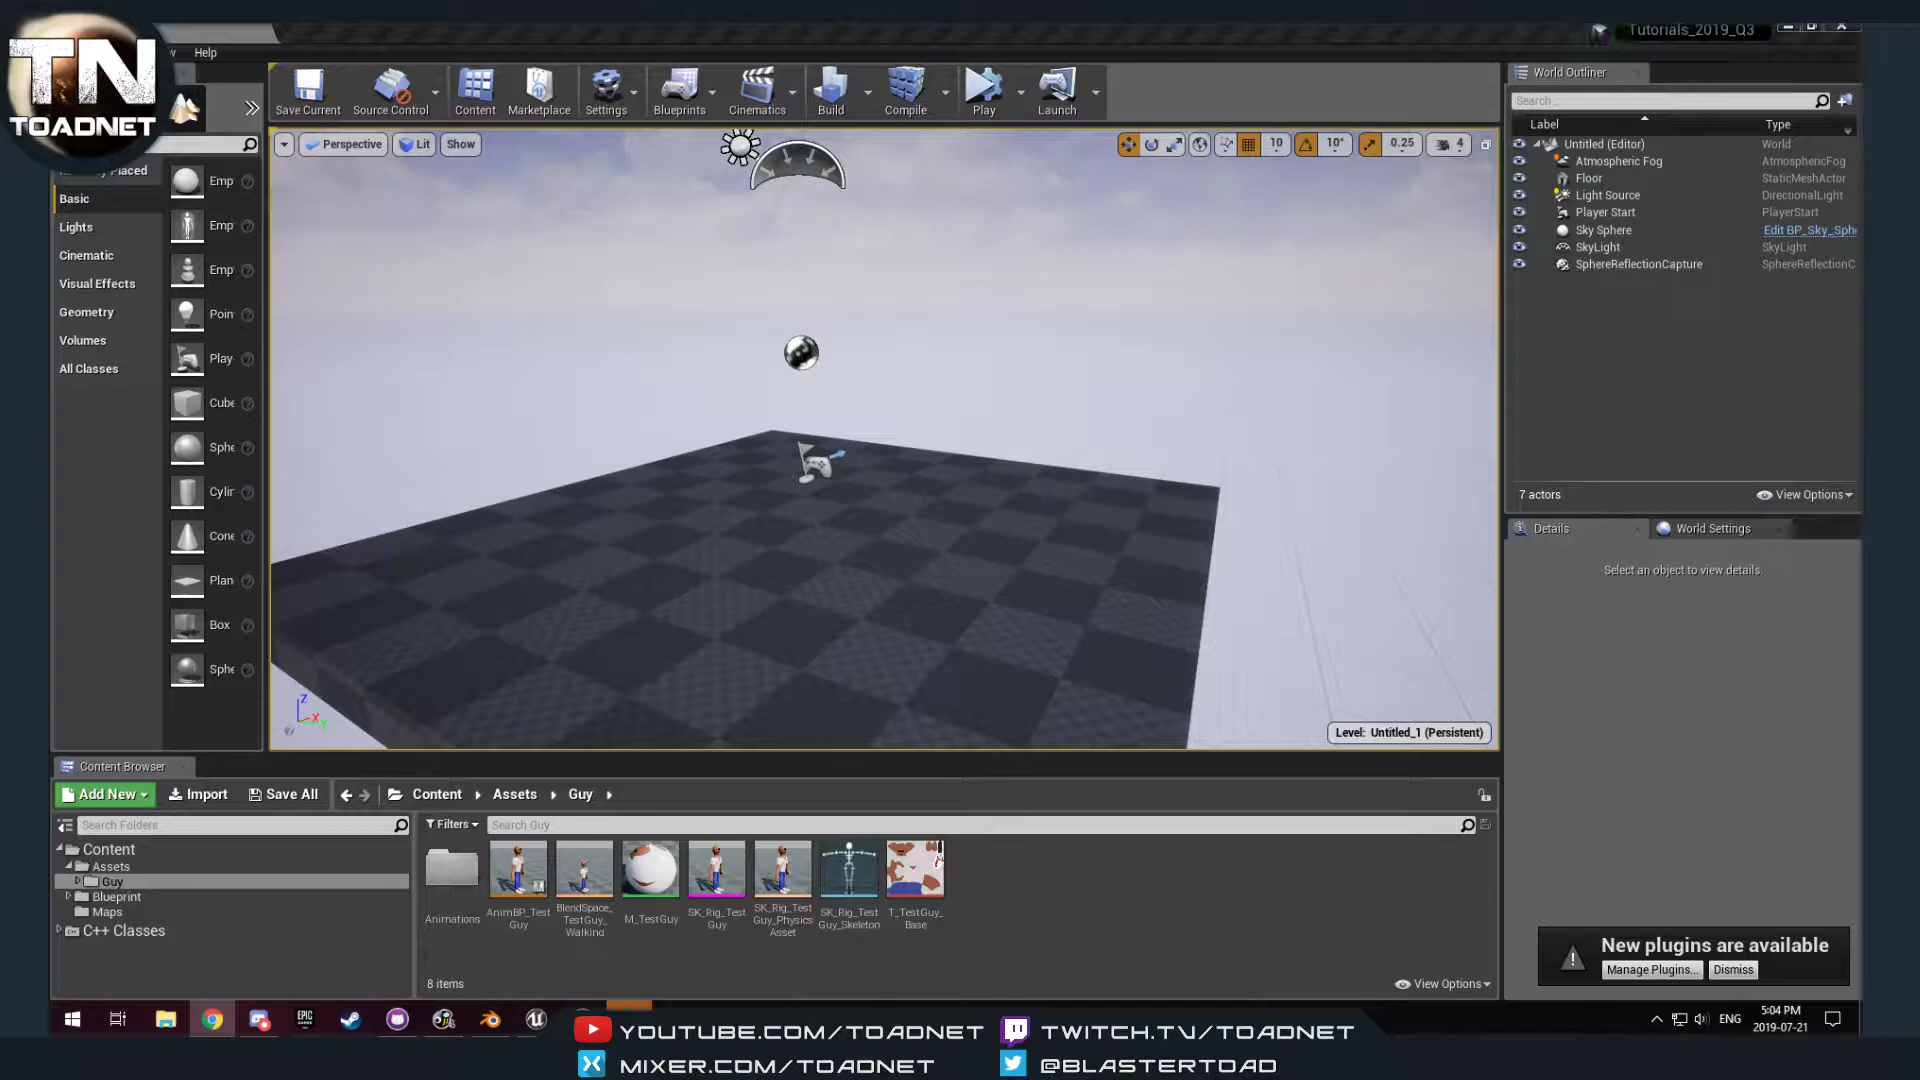 TN
TOADNET
Help
Tutorials_2019_Q3
Save Current
Source Control
Content
Marketplace
Settings
Blueprints
Cinematics
Build
Compile
Play
Launch
Perspective
Lit
Show
10
10°
0.25
4
Placed
Basic
Lights
Cinematic
Visual Effects
Geometry
Volumes
All Classes
Emp
Emp
Emp
Poin
Play
Cube
Sphe
Cylin
Cone
Plan
Box
Sphe
Z
X
Y
Level: Untitled_1 (Persistent)
World Outliner
Search...
Label Type
Untitled (Editor) World
Atmospheric Fog AtmosphericFog
Floor StaticMeshActor
Light Source DirectionalLight
Player Start PlayerStart
Sky Sphere Edit BP_Sky_Sphe
SkyLight SkyLight
SphereReflectionCapture SphereReflectionC
7 actors
View Options
Details
World Settings
Select an object to view details.
Content Browser
Add New
Import
Save All
Content
Assets
Guy
Search Folders
Filters
Search Guy
Content
Assets
Guy
Blueprint
Maps
C++ Classes
Animations
AnimBP_Test
Guy
BlendSpace_
TestGuy_
Walking
M_TestGuy
SK_Rig_Test
Guy
SK_Rig_Test
Guy_Physics
Asset
SK_Rig_Test
Guy_Skeleton
T_TestGuy_
Base
8 items
View Options
New plugins are available
Manage Plugins...
Dismiss
EPIC
GAMES
ENG
5:04 PM
2019-07-21
YOUTUBE.COM/TOADNET
TWITCH.TV/TOADNET
MIXER.COM/TOADNET
@BLASTERTOAD